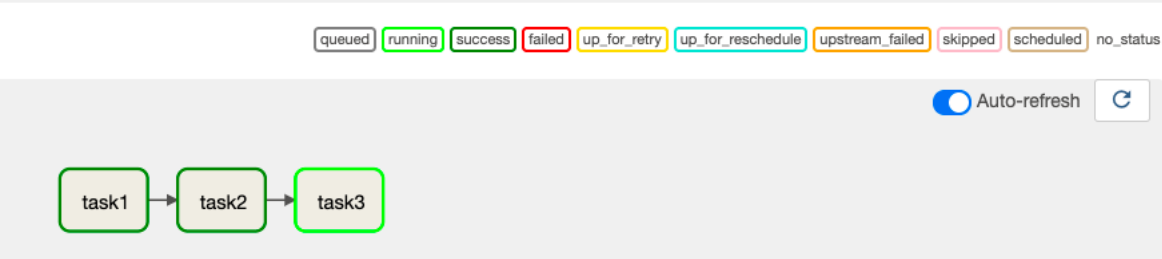 queued running success failed up_for_retry up_for_reschedule upstream_failed skipped scheduled no_status
Auto-refresh
task1 task2 task3